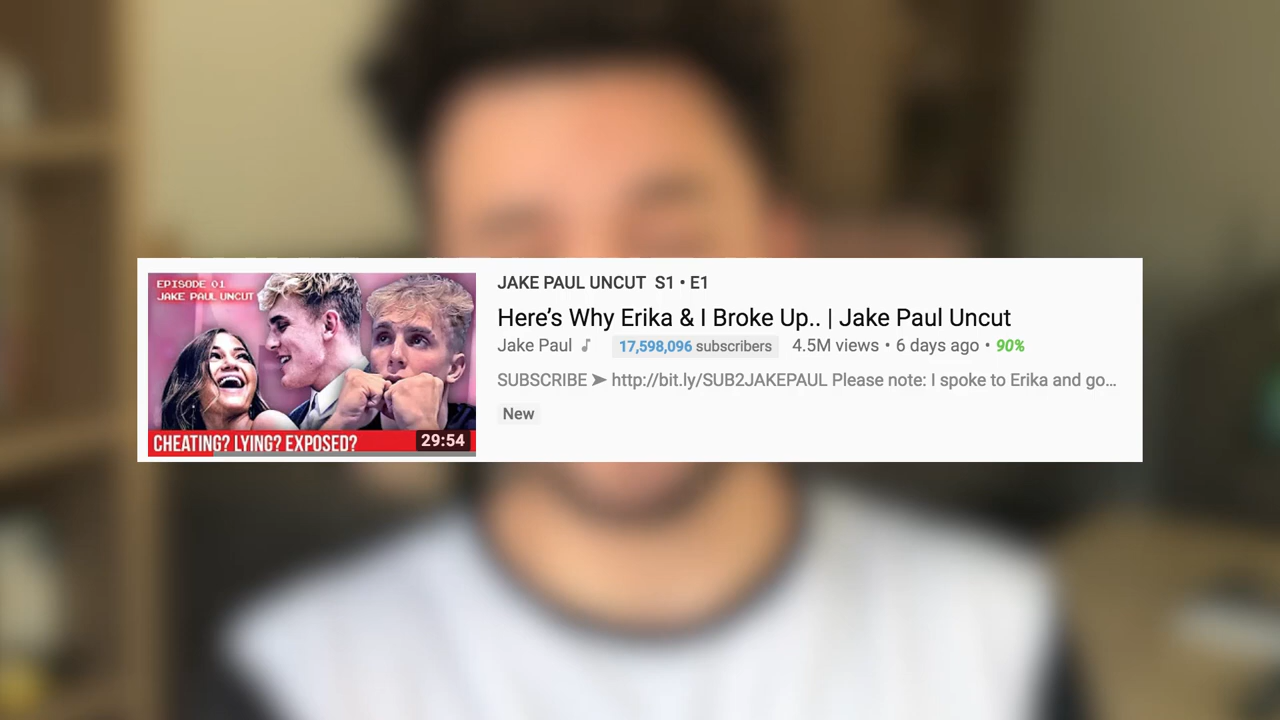 EPISODE 01
JAKE PAUL UNCUT
CHEATING? LYING? EXPOSED?
29:54
JAKE PAUL UNCUT S1 • E1
Here’s Why Erika & I Broke Up.. | Jake Paul Uncut
Jake Paul 17,598,096 subscribers 4.5M views • 6 days ago • 90%
SUBSCRIBE ➤ http://bit.ly/SUB2JAKEPAUL Please note: I spoke to Erika and go…
New